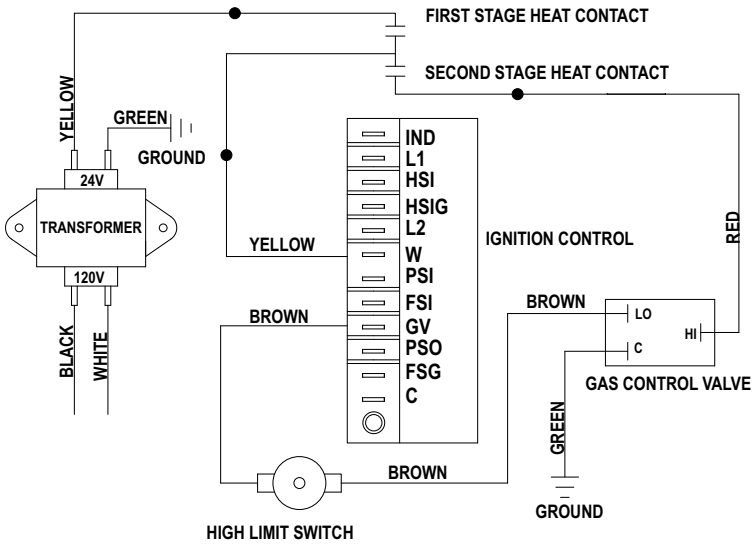 FIRST STAGE HEAT CONTACT
SECOND STAGE HEAT CONTACT
YELLOW
GREEN
GROUND
24V
TRANSFORMER
120V
BLACK
WHITE
YELLOW
BROWN
IND
L1
HSI
HSIG
L2
W
PSI
FSI
GV
PSO
FSG
C
IGNITION CONTROL
RED
BROWN
LO
HI
C
GAS CONTROL VALVE
GREEN
GROUND
BROWN
HIGH LIMIT SWITCH